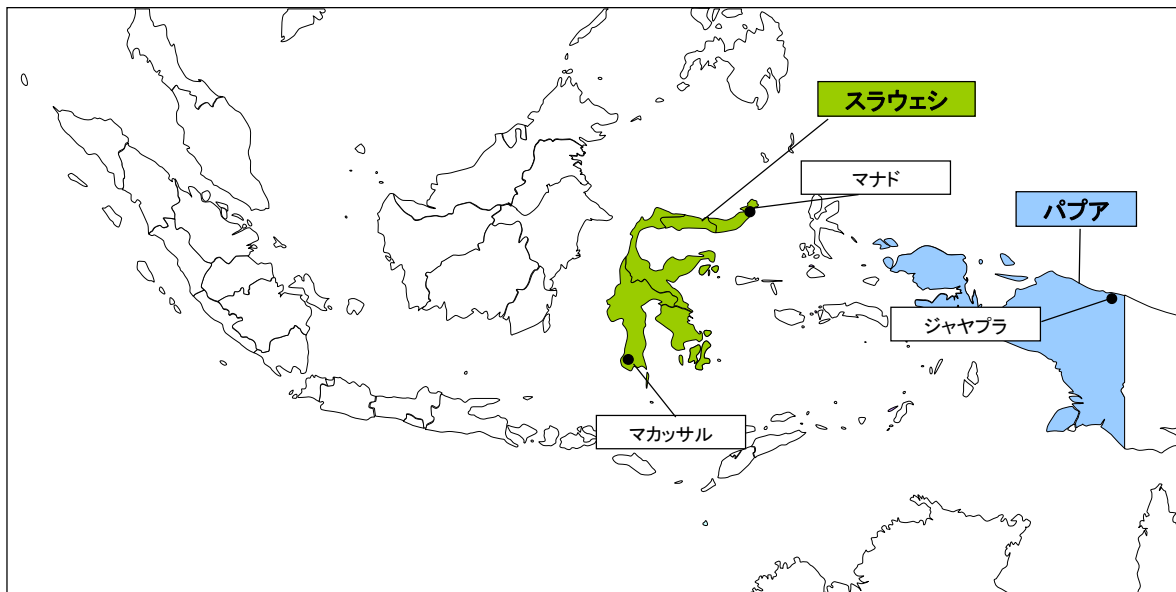 スラウェシ
マナド
パプア
ジャヤプラ
マカッサル